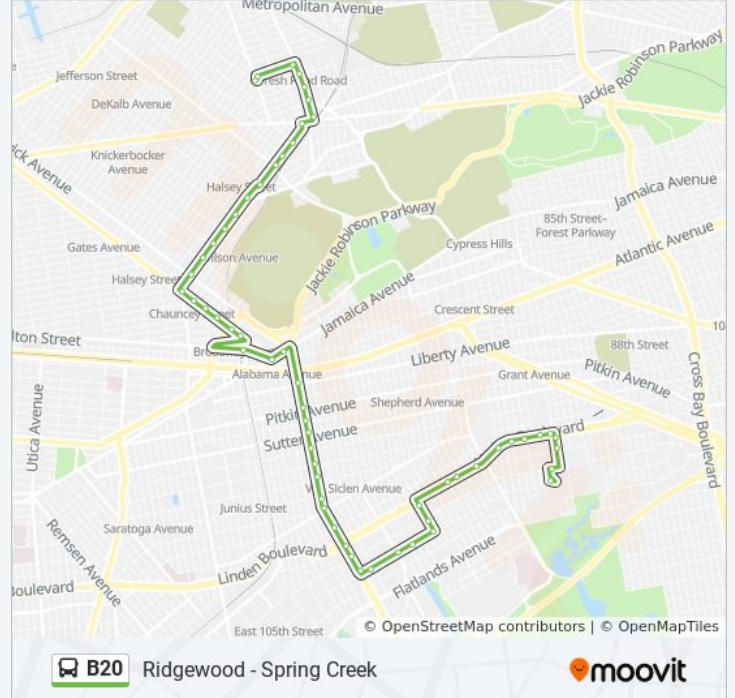 Metropolitan Avenue
Jackie Robinson Parkway
Jefferson Street
Fresh Pond Road
DeKalb Avenue
Knickerbocker
Avenue
ck Avenue
Halsey Street
Jamaica Avenue
Jackie Robinson Parkway
85th Street–
Forest Parkway
Gates Avenue
Cypress Hills
Atlantic Avenue
ilson Avenue
Halsey Street
Chauncey Street
Jamaica Avenue
Crescent Street
10
lton Street
Liberty Avenue
88th Street
Alabama Avenue
Grant Avenue
Pitkin Avenue
Cross Bay Boulevard
Utica Avenue
Pitkin Avenue
Shepherd Avenue
Sutter Avenue
Van Siclen Avenue
Junius Street
Saratoga Avenue
Remsen Avenue
Linden Boulevard
Flatlands Avenue
Boulevard
East 105th Street
© OpenStreetMap contributors | © OpenMapTiles
B20 Ridgewood - Spring Creek
moovit